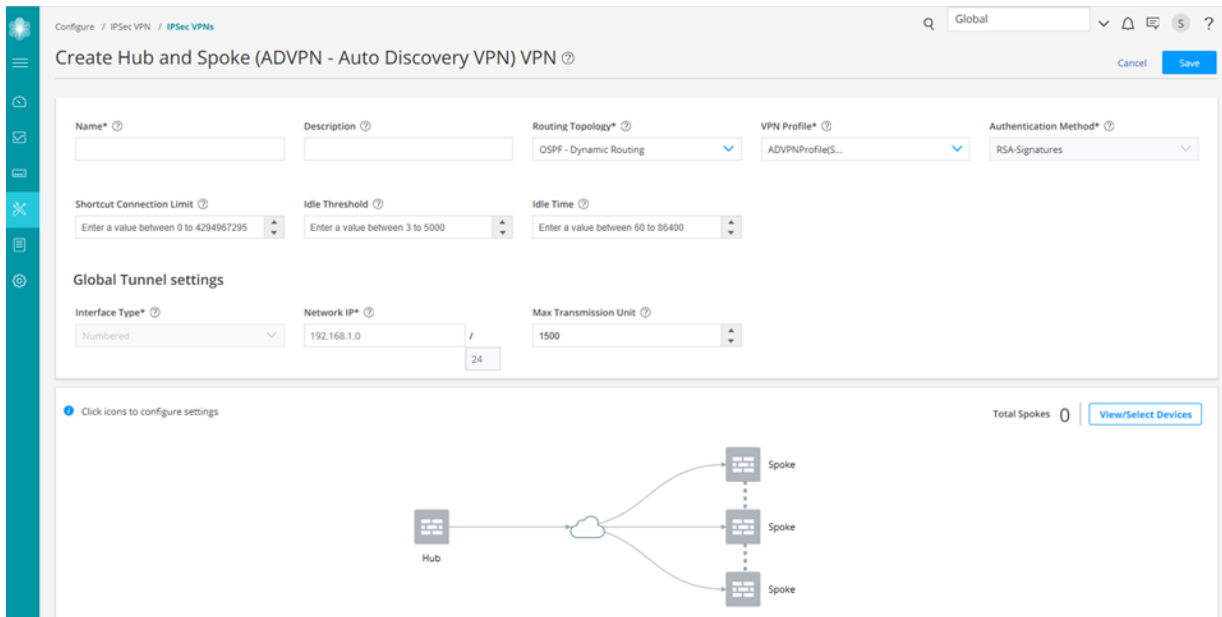 Configure / IPSec VPN / IPSec VPNs
Global
S ?
Create Hub and Spoke (ADVPN - Auto Discovery VPN) VPN ?
Cancel Save
Name* ? Description ? Routing Topology* ? VPN Profile* ? Authentication Method* ?
OSPF - Dynamic Routing ADVPNProfile(S... RSA-Signatures
Shortcut Connection Limit ? Idle Threshold ? Idle Time ?
Enter a value between 0 to 4294967295 Enter a value between 3 to 5000 Enter a value between 60 to 86400
Global Tunnel settings
Interface Type* ? Network IP* ? Max Transmission Unit ?
Numbered 192.168.1.0 / 1500
24
i Click icons to configure settings Total Spokes 0 View/Select Devices
Spoke
Spoke
Hub
Spoke